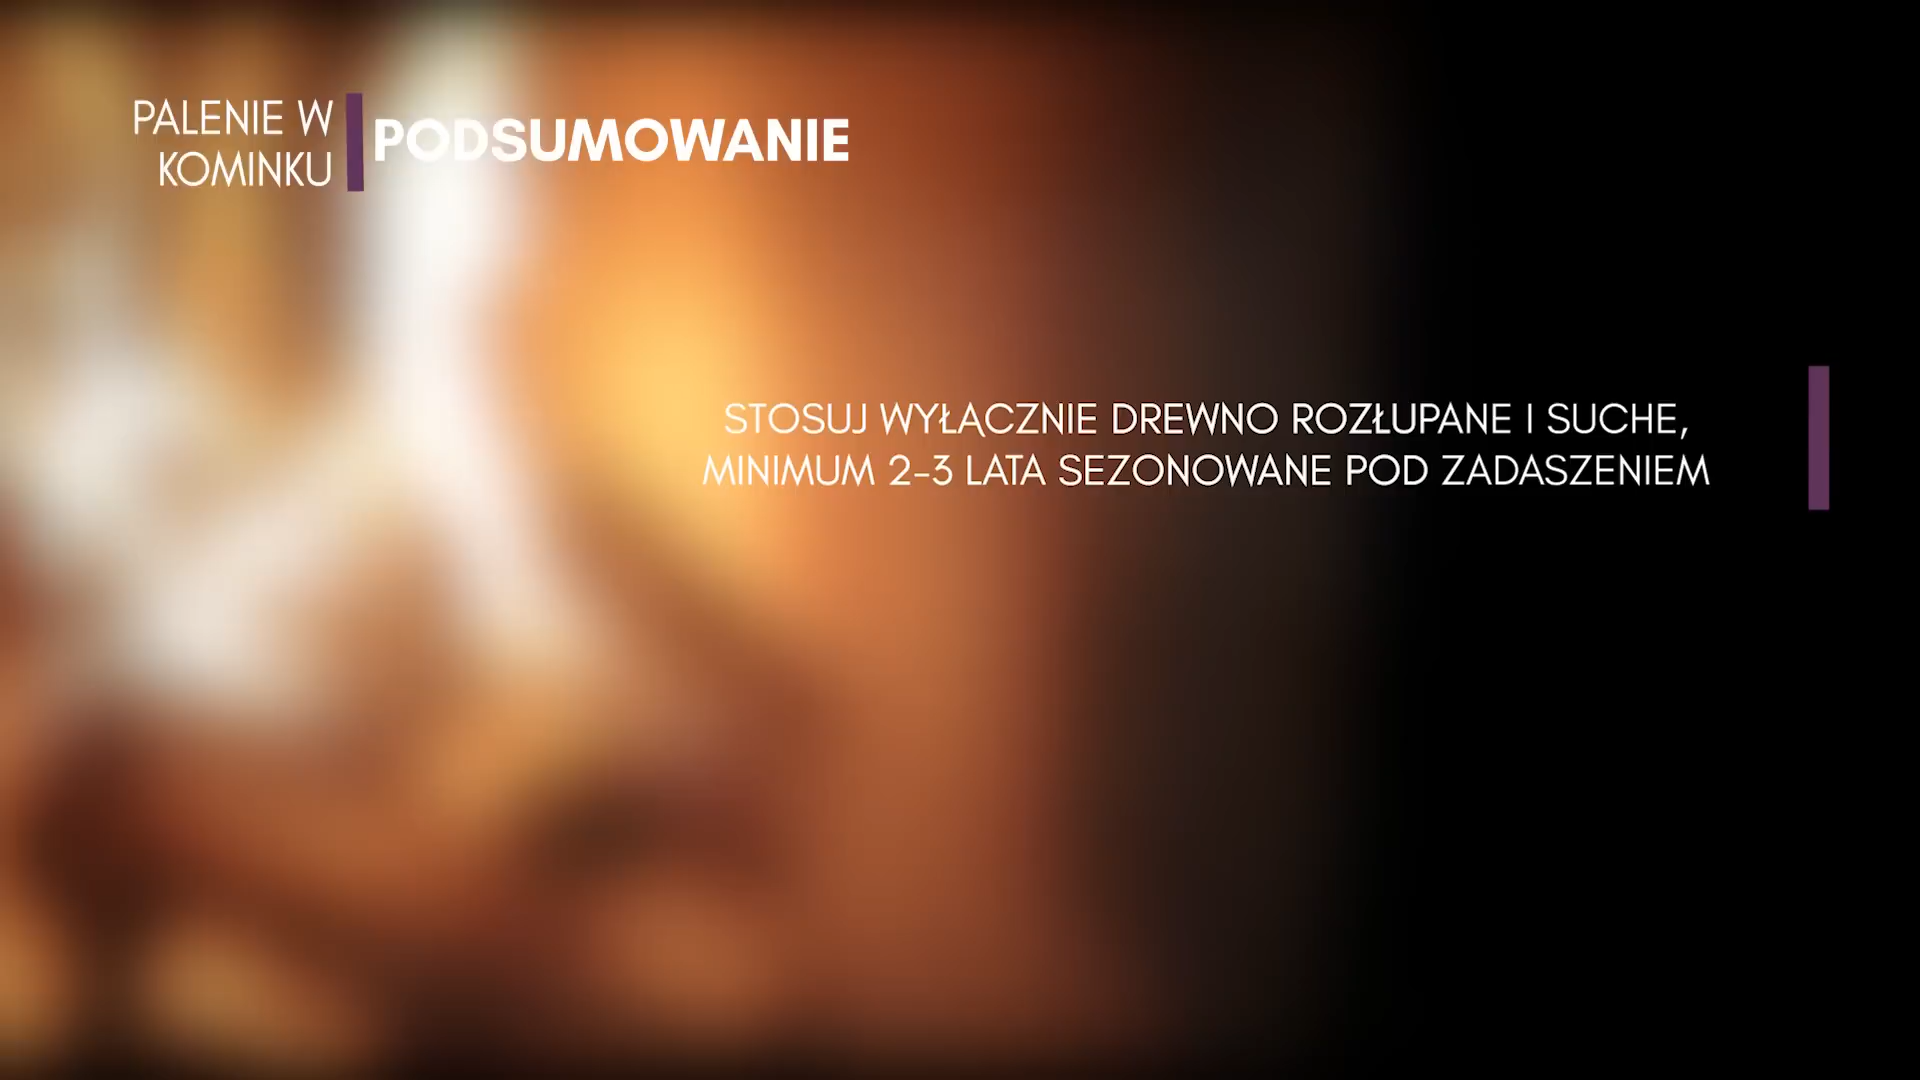 PALENIE W
KOMINKU
PODSUMOWANIE
STOSUJ WYŁĄCZNIE DREWNO ROZŁUPANE I SUCHE,
MINIMUM 2-3 LATA SEZONOWANE POD ZADASZENIEM